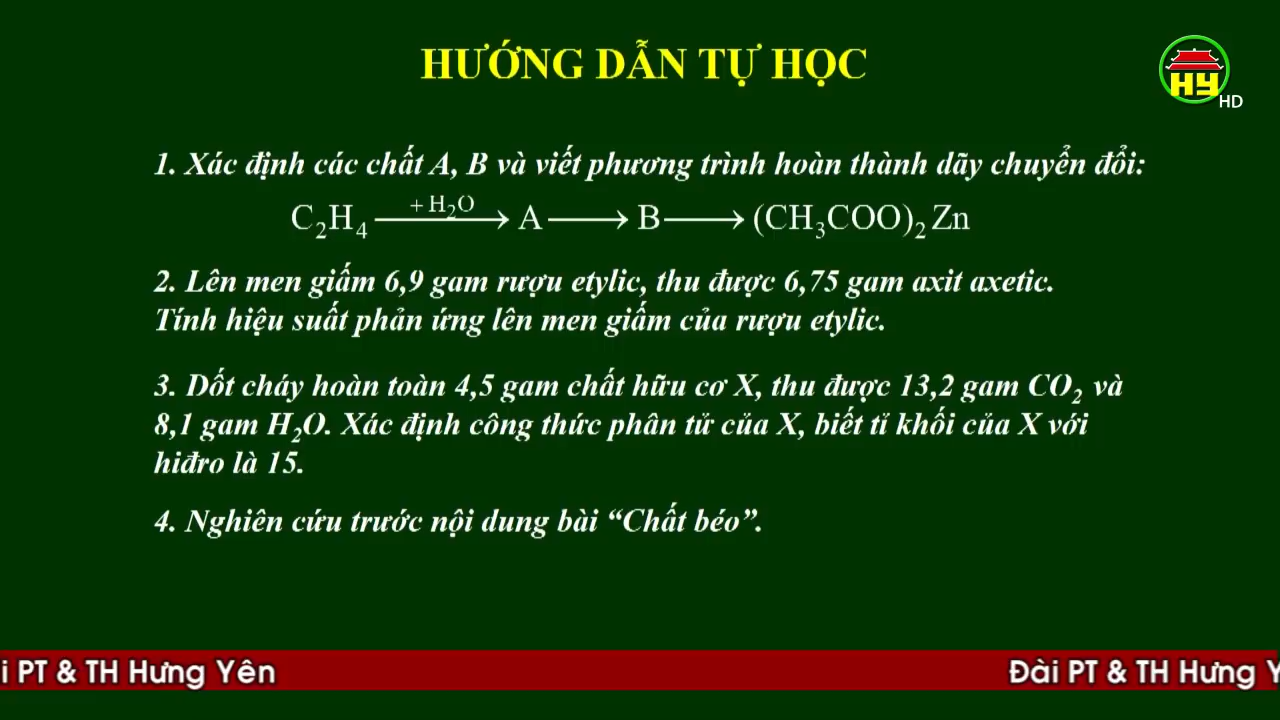 HƯỚNG DẪN TỰ HỌC
HY
HD
1. Xác định các chất A, B và viết phương trình hoàn thành dãy chuyển đổi:
C₂H₄ —+ H₂O→ A ⟶ B ⟶ (CH₃COO)₂ Zn
2. Lên men giấm 6,9 gam rượu etylic, thu được 6,75 gam axit axetic.
Tính hiệu suất phản ứng lên men giấm của rượu etylic.
3. Dốt cháy hoàn toàn 4,5 gam chất hữu cơ X, thu được 13,2 gam CO₂ và
8,1 gam H₂O. Xác định công thức phân tử của X, biết tỉ khối của X với
hiđro là 15.
4. Nghiên cứu trước nội dung bài “Chất béo”.
i PT & TH Hưng Yên Đài PT & TH Hưng Y